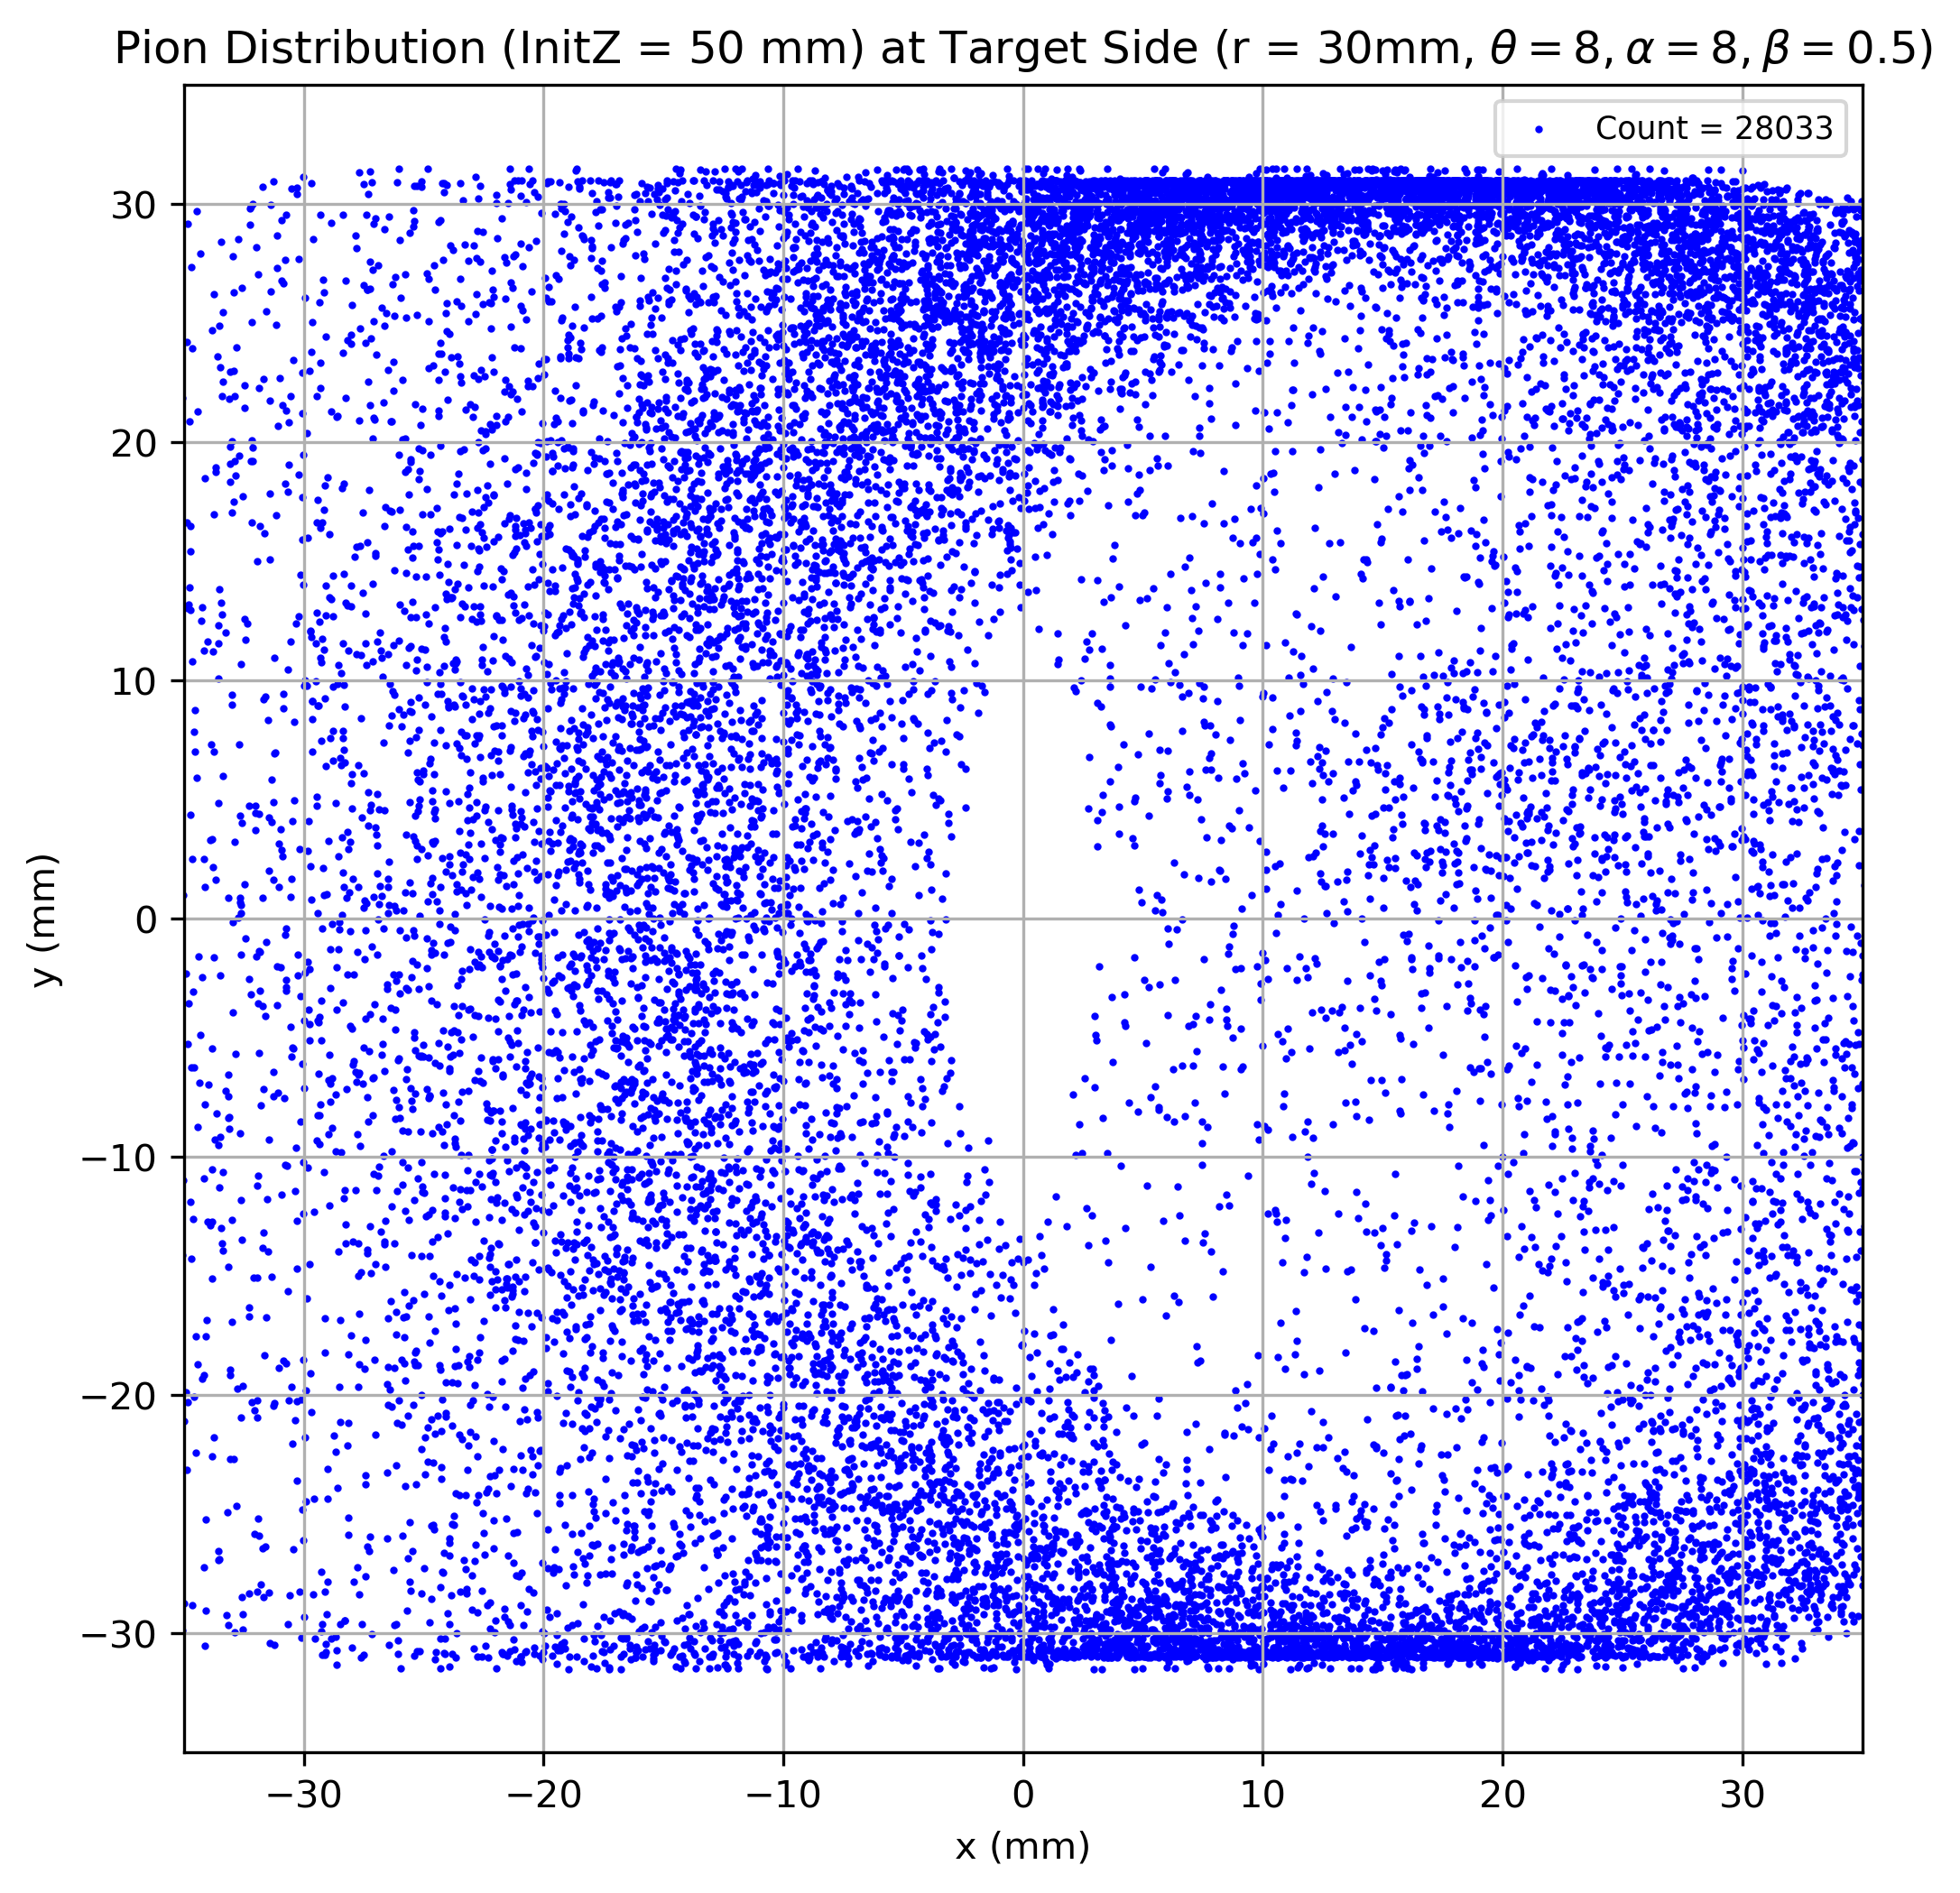 Pion Distribution (InitZ = 50 mm) at Target Side (r = 30mm, θ = 8, α = 8, β = 0.5)
Count = 28033
30
20
10
0
−10
−20
−30
y (mm)
−30 −20 −10 0 10 20 30
x (mm)